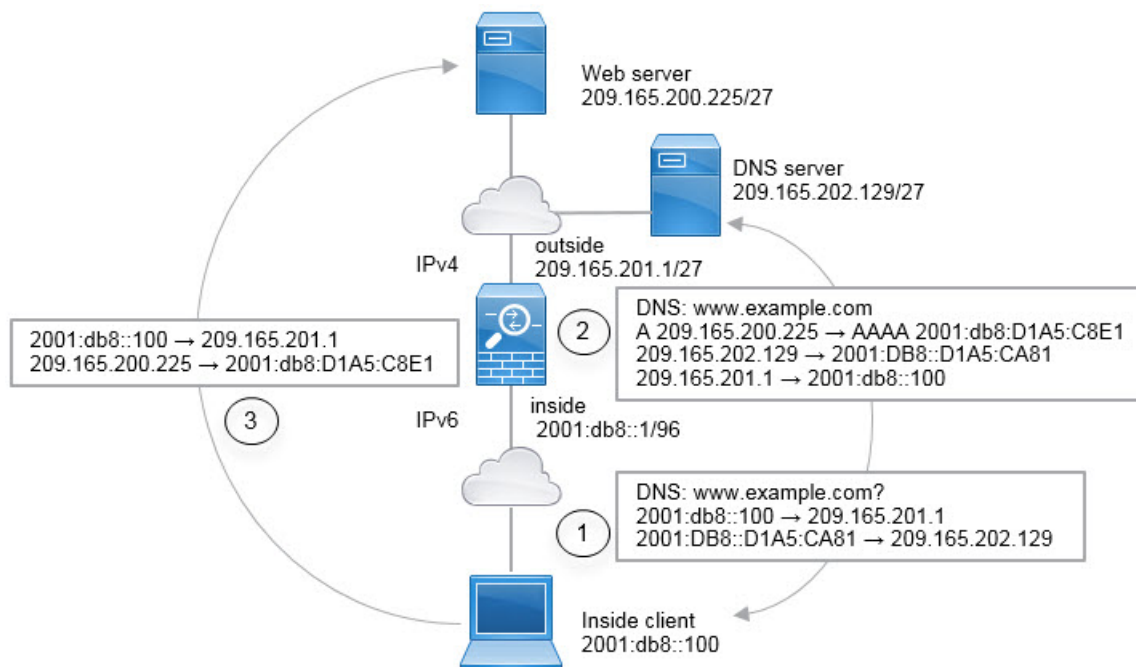 Web server
209.165.200.225/27
DNS server
209.165.202.129/27
IPv4
outside
209.165.201.1/27
2001:db8::100 → 209.165.201.1
209.165.200.225 → 2001:db8:D1A5:C8E1
2
DNS: www.example.com
A 209.165.200.225 → AAAA 2001:db8:D1A5:C8E1
209.165.202.129 → 2001:DB8::D1A5:CA81
209.165.201.1 → 2001:db8::100
3
IPv6
inside
2001:db8::1/96
1
DNS: www.example.com?
2001:db8::100 → 209.165.201.1
2001:DB8::D1A5:CA81 → 209.165.202.129
Inside client
2001:db8::100